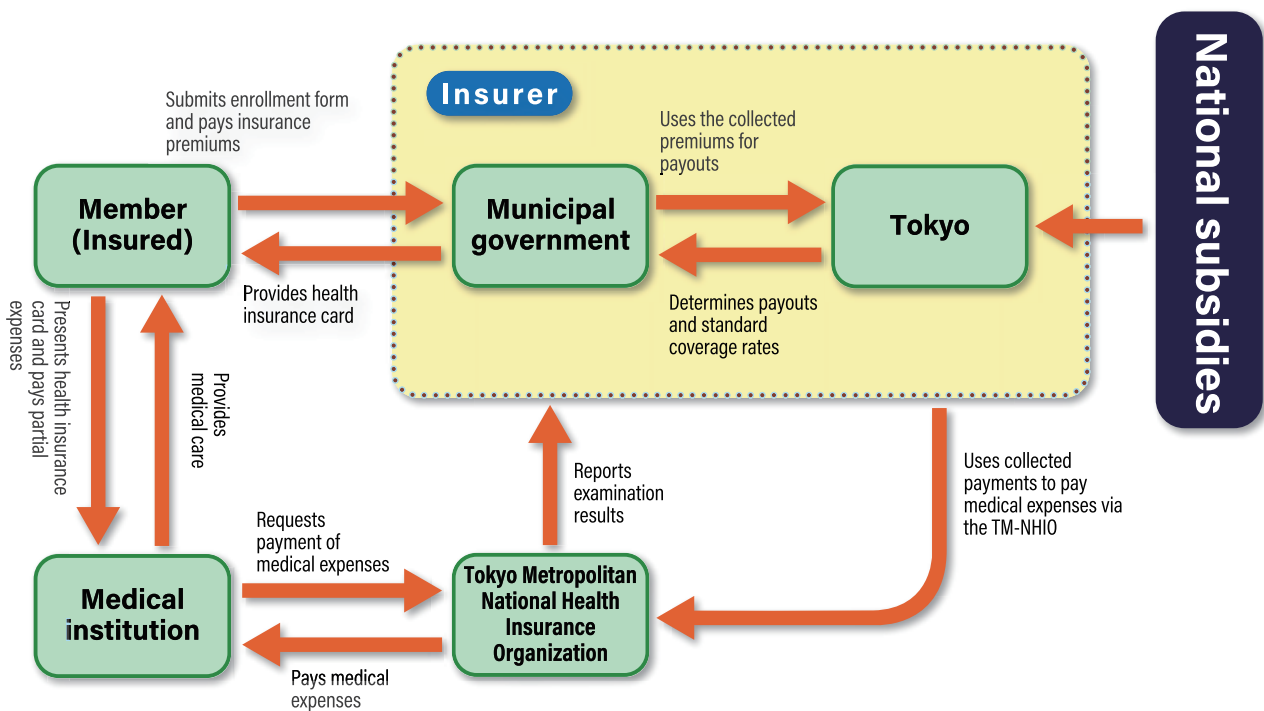 Insurer
National subsidies
Submits enrollment form
and pays insurance
premiums
Uses the collected
premiums for
payouts
Member
(Insured)
Municipal
government
Tokyo
Provides health
insurance card
Determines payouts
and standard
coverage rates
Presents health insurance
card and pays partial
expenses
Provides
medical care
Reports
examination
results
Uses collected
payments to pay
medical expenses via
the TM-NHIO
Requests
payment of
medical expenses
Medical
institution
Tokyo Metropolitan
National Health
Insurance
Organization
Pays medical
expenses